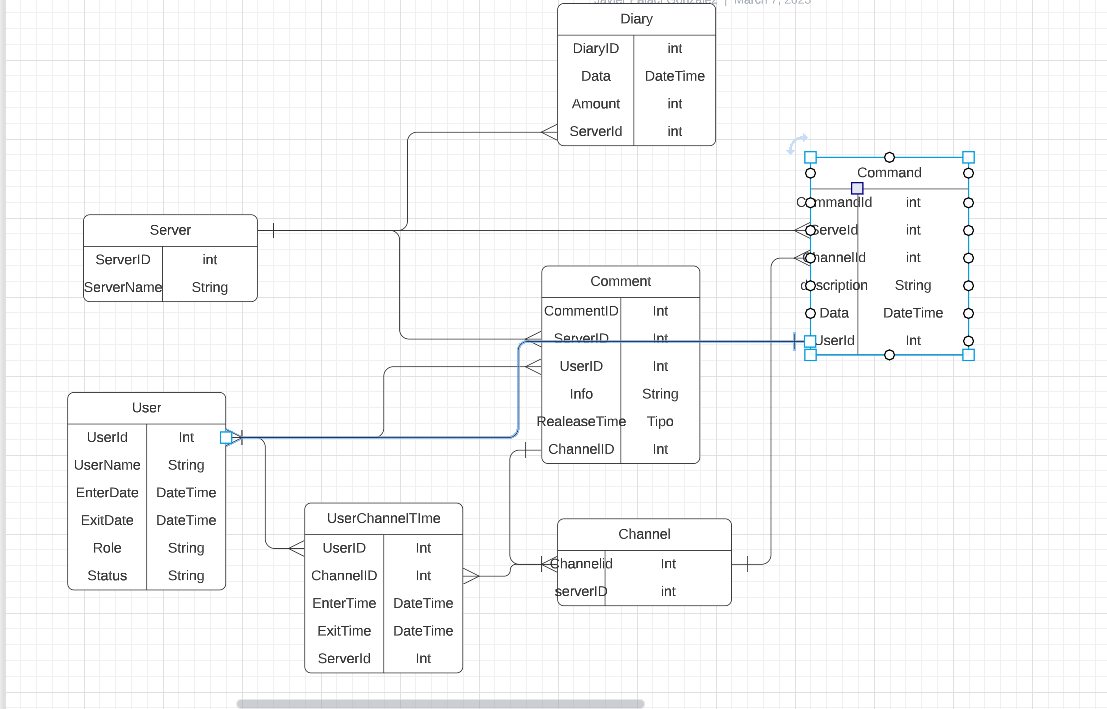 Javier Palaci Gonzalez | March 7, 2023
Diary
DiaryID int
Data DateTime
Amount int
ServerId int
Command
CommandId int
ServeId int
ChannelId int
description String
Data DateTime
UserId Int
Server
ServerID int
ServerName String
Comment
CommentID Int
ServerID Int
UserID Int
Info String
RealeaseTime Tipo
ChannelID Int
User
UserId Int
UserName String
EnterDate DateTime
ExitDate DateTime
Role String
Status String
UserChannelTIme
UserID Int
ChannelID Int
EnterTime DateTime
ExitTime DateTime
ServerId Int
Channel
Channelid Int
serverID int